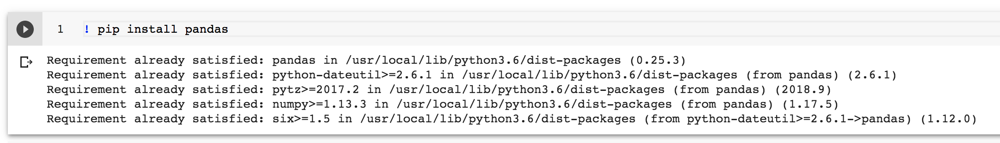 1 ! pip install pandas
Requirement already satisfied: pandas in /usr/local/lib/python3.6/dist-packages (0.25.3)
Requirement already satisfied: python-dateutil>=2.6.1 in /usr/local/lib/python3.6/dist-packages (from pandas) (2.6.1)
Requirement already satisfied: pytz>=2017.2 in /usr/local/lib/python3.6/dist-packages (from pandas) (2018.9)
Requirement already satisfied: numpy>=1.13.3 in /usr/local/lib/python3.6/dist-packages (from pandas) (1.17.5)
Requirement already satisfied: six>=1.5 in /usr/local/lib/python3.6/dist-packages (from python-dateutil>=2.6.1->pandas) (1.12.0)